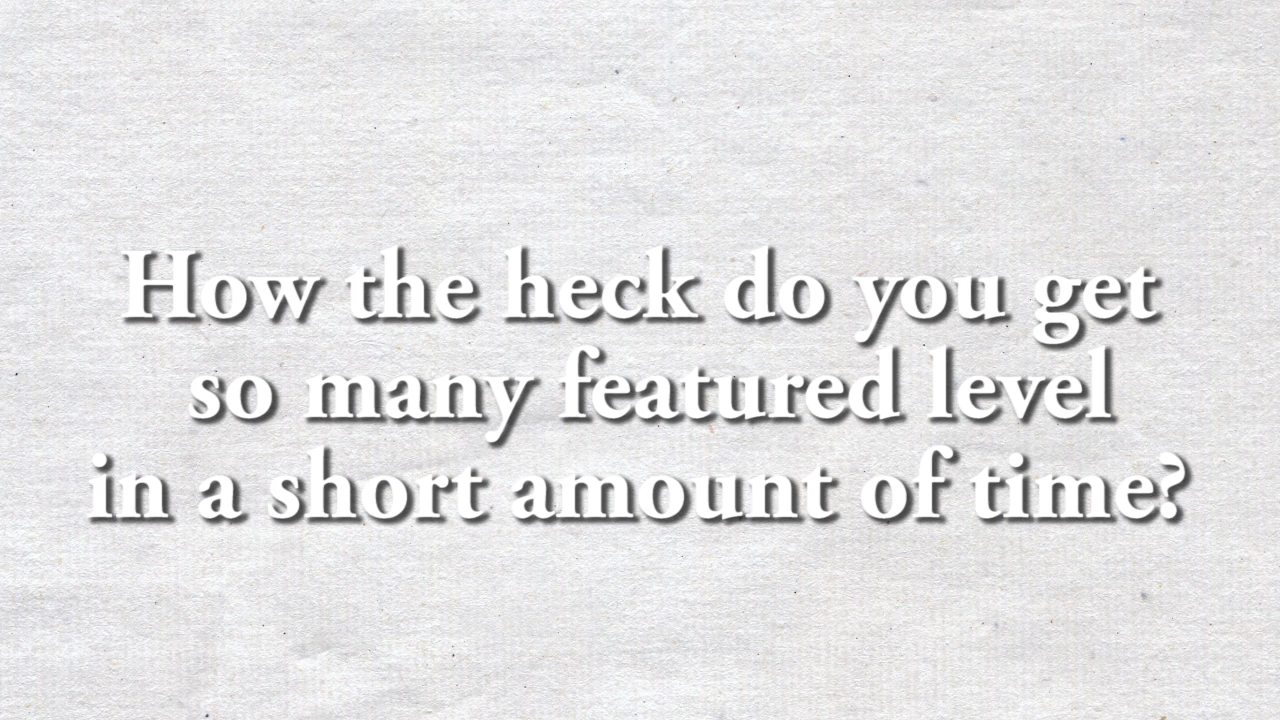 How the heck do you get
so many featured level
in a short amount of time?